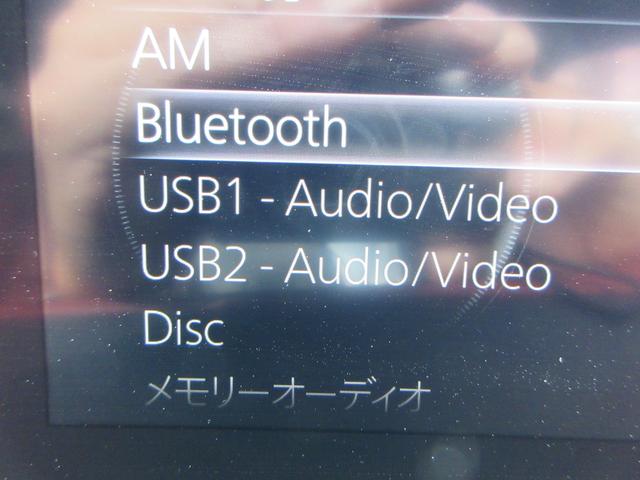 AM
Bluetooth
USB1 - Audio/Video
USB2 - Audio/Video
Disc
メモリーオーディオ